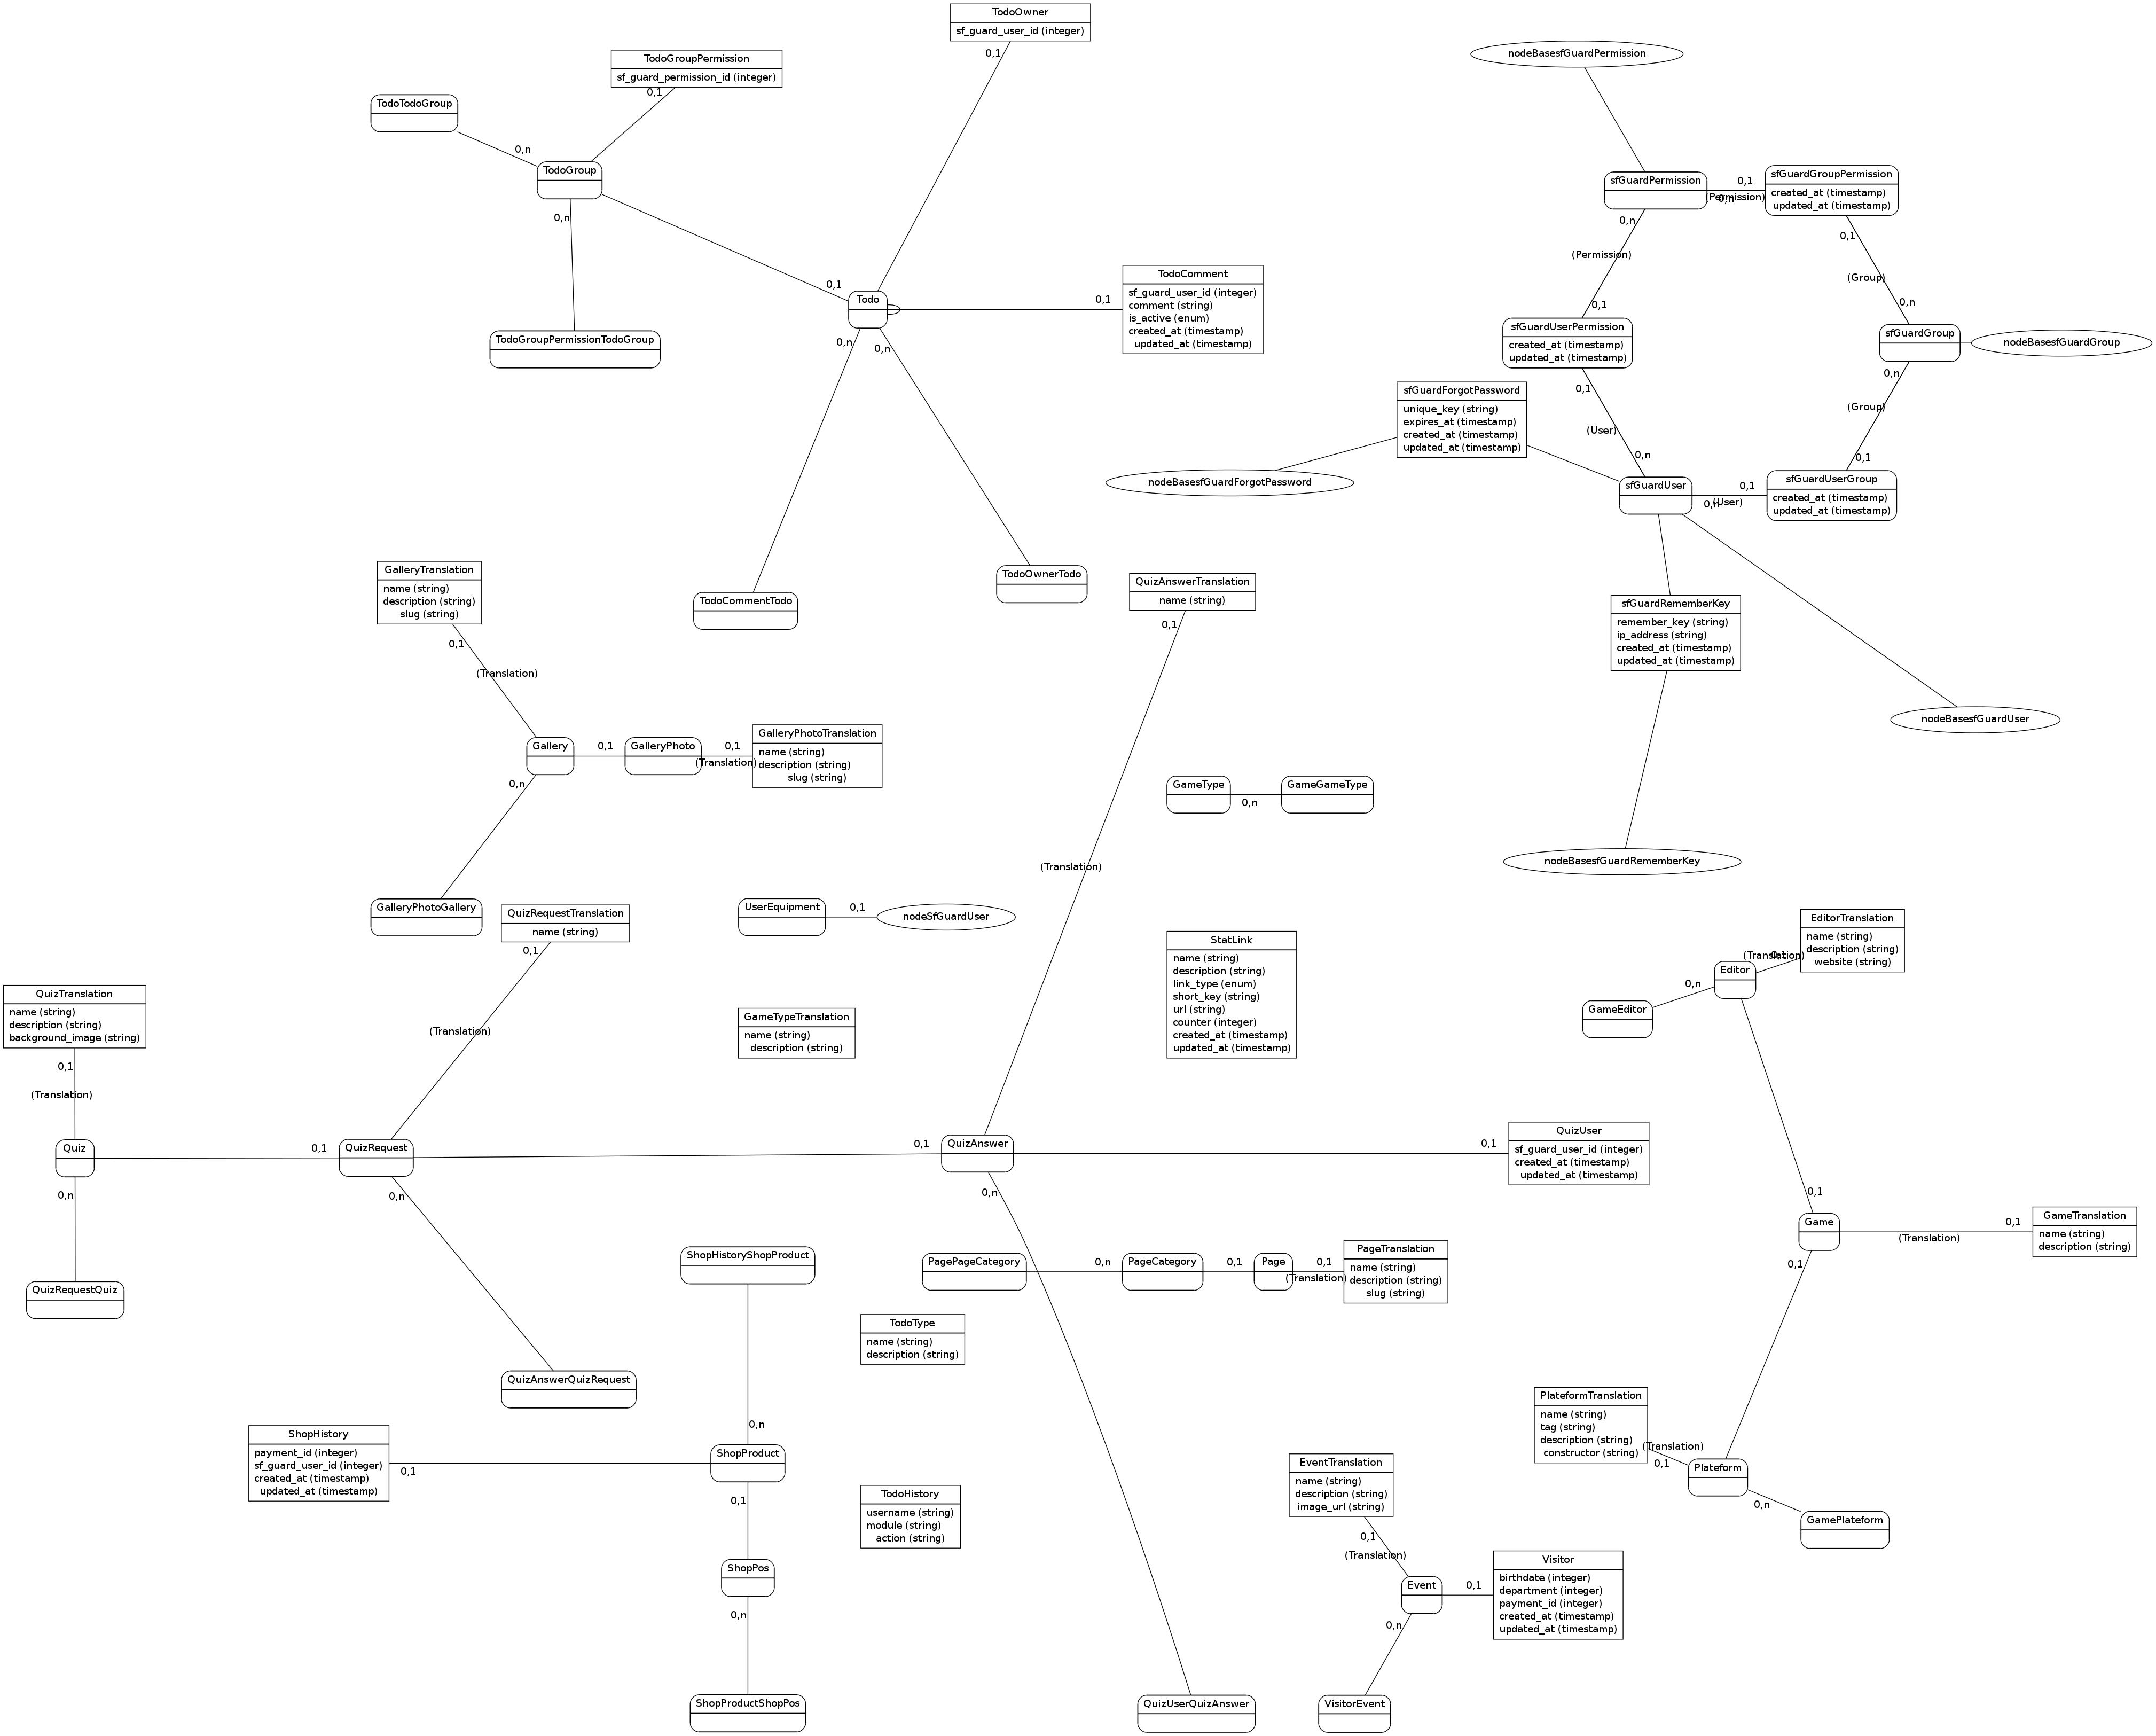 TodoOwner
sf_guard_user_id (integer)
0,1
nodeBasesfGuardPermission
TodoGroupPermission
sf_guard_permission_id (integer)
0,1
TodoTodoGroup
0,n
TodoGroup
0,n
sfGuardPermission
0,1
(Permission)
0,n
sfGuardGroupPermission
created_at (timestamp)
updated_at (timestamp)
0,n
0,1
(Permission)
(Group)
0,1
0,n
TodoComment
sf_guard_user_id (integer)
comment (string)
is_active (enum)
created_at (timestamp)
updated_at (timestamp)
0,1
0,1
Todo
0,n
0,n
sfGuardUserPermission
created_at (timestamp)
updated_at (timestamp)
0,1
sfGuardGroup
0,n
nodeBasesfGuardGroup
TodoGroupPermissionTodoGroup
sfGuardForgotPassword
unique_key (string)
expires_at (timestamp)
created_at (timestamp)
updated_at (timestamp)
(Group)
(User)
0,n
0,1
nodeBasesfGuardForgotPassword
sfGuardUser
0,1
(User)
0,n
sfGuardUserGroup
created_at (timestamp)
updated_at (timestamp)
GalleryTranslation
name (string)
description (string)
slug (string)
0,1
(Translation)
TodoCommentTodo
TodoOwnerTodo
QuizAnswerTranslation
name (string)
0,1
sfGuardRememberKey
remember_key (string)
ip_address (string)
created_at (timestamp)
updated_at (timestamp)
nodeBasesfGuardUser
Gallery
0,1
0,n
GalleryPhoto
0,1
(Translation)
GalleryPhotoTranslation
name (string)
description (string)
slug (string)
GameType
0,n
GameGameType
(Translation)
nodeBasesfGuardRememberKey
GalleryPhotoGallery
QuizRequestTranslation
name (string)
0,1
(Translation)
UserEquipment
0,1
nodeSfGuardUser
StatLink
name (string)
description (string)
link_type (enum)
short_key (string)
url (string)
counter (integer)
created_at (timestamp)
updated_at (timestamp)
EditorTranslation
name (string)
description (string)
website (string)
(Translation)
0,1
Editor
0,n
GameEditor
QuizTranslation
name (string)
description (string)
background_image (string)
0,1
(Translation)
GameTypeTranslation
name (string)
description (string)
Quiz
0,1
0,n
QuizRequest
0,1
0,n
QuizAnswer
0,n
0,1
QuizUser
sf_guard_user_id (integer)
created_at (timestamp)
updated_at (timestamp)
0,1
Game
0,1
0,1
(Translation)
GameTranslation
name (string)
description (string)
QuizRequestQuiz
ShopHistoryShopProduct
PagePageCategory
0,n
PageCategory
0,1
Page
0,1
(Translation)
PageTranslation
name (string)
description (string)
slug (string)
TodoType
name (string)
description (string)
QuizAnswerQuizRequest
PlateformTranslation
name (string)
tag (string)
description (string)
constructor (string)
(Translation)
0,1
Plateform
0,n
GamePlateform
ShopHistory
payment_id (integer)
sf_guard_user_id (integer)
created_at (timestamp)
updated_at (timestamp)
0,1
0,n
ShopProduct
0,1
TodoHistory
username (string)
module (string)
action (string)
EventTranslation
name (string)
description (string)
image_url (string)
0,1
(Translation)
ShopPos
0,n
Event
0,1
0,n
Visitor
birthdate (integer)
department (integer)
payment_id (integer)
created_at (timestamp)
updated_at (timestamp)
ShopProductShopPos
QuizUserQuizAnswer
VisitorEvent